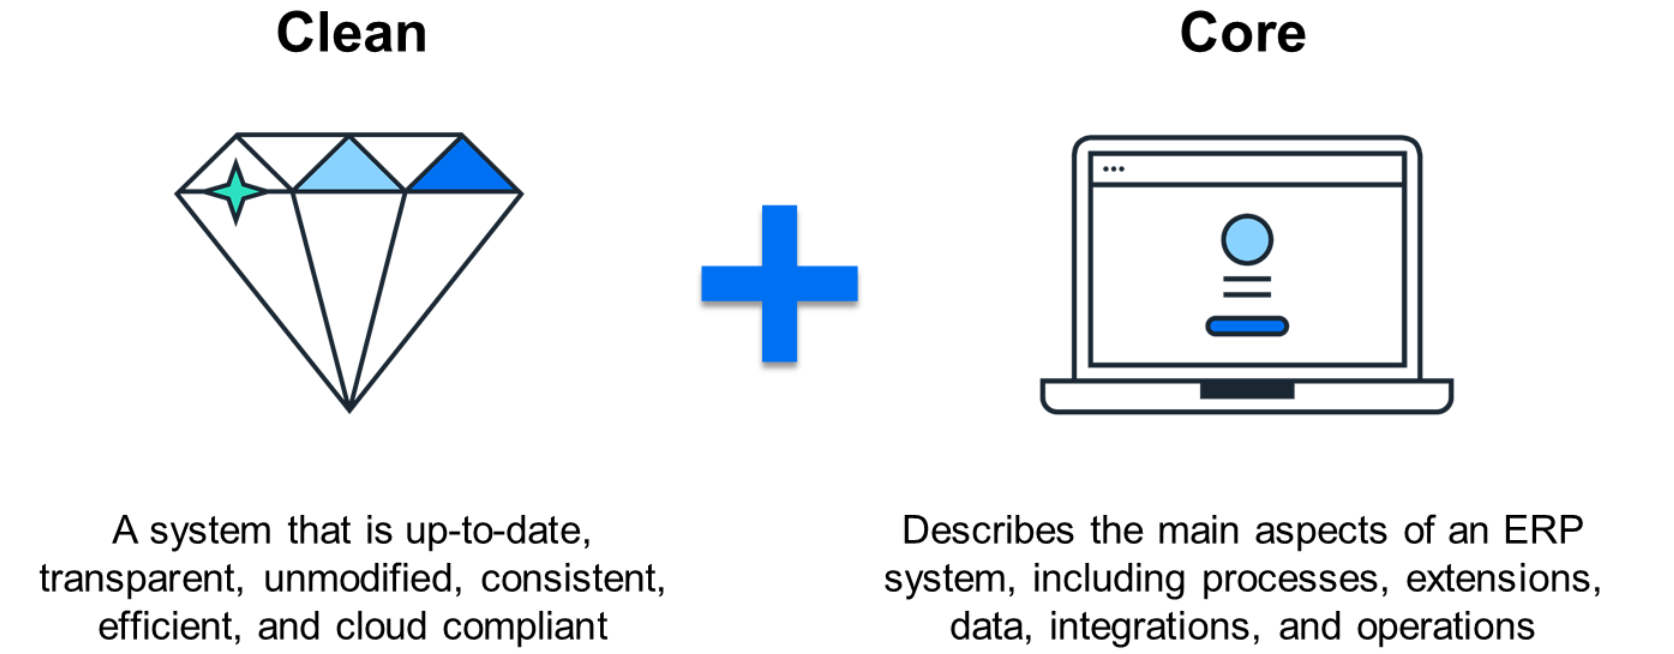 Clean
Core
A system that is up-to-date,
transparent, unmodified, consistent,
efficient, and cloud compliant
Describes the main aspects of an ERP
system, including processes, extensions,
data, integrations, and operations